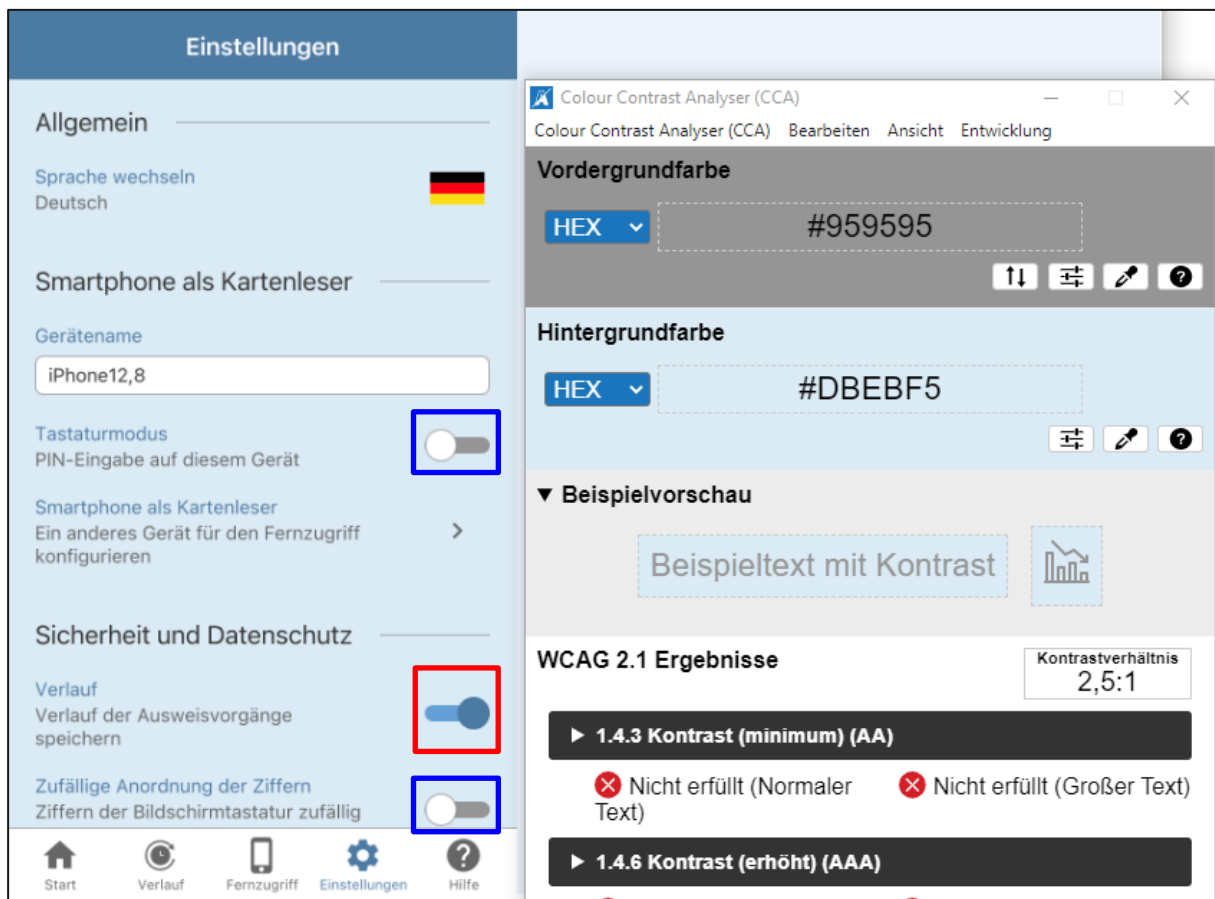 Einstellungen
Allgemein
Sprache wechseln
Deutsch
Smartphone als Kartenleser
Gerätename
iPhone12,8
Tastaturmodus
PIN-Eingabe auf diesem Gerät
Smartphone als Kartenleser
Ein anderes Gerät für den Fernzugriff
konfigurieren
Sicherheit und Datenschutz
Verlauf
Verlauf der Ausweisvorgänge
speichern
Zufällige Anordnung der Ziffern
Ziffern der Bildschirmtastatur zufällig
Start
Verlauf
Fernzugriff
Einstellungen
Hilfe
Colour Contrast Analyser (CCA)
Colour Contrast Analyser (CCA) Bearbeiten Ansicht Entwicklung
Vordergrundfarbe
HEX #959595
Hintergrundfarbe
HEX #DBEBF5
▼ Beispielvorschau
Beispieltext mit Kontrast
WCAG 2.1 Ergebnisse
Kontrastverhältnis
2,5:1
1.4.3 Kontrast (minimum) (AA)
Nicht erfüllt (Normaler
Text)
Nicht erfüllt (Großer Text)
1.4.6 Kontrast (erhöht) (AAA)